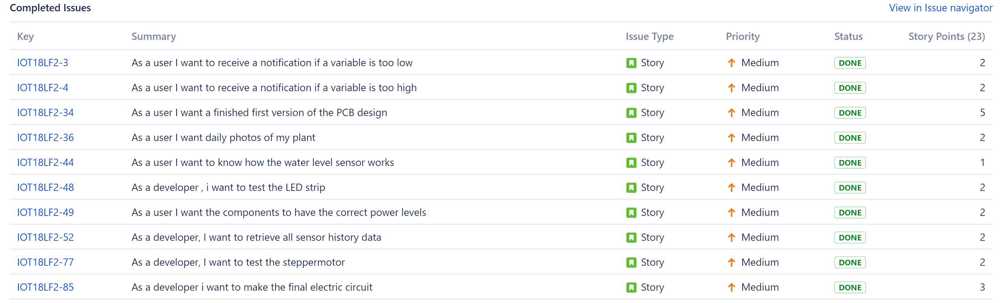 Completed Issues View in Issue navigator
Key Summary Issue Type Priority Status Story Points (23)
IOT18LF2-3 As a user I want to receive a notification if a variable is too low Story Medium DONE 2
IOT18LF2-4 As a user I want to receive a notification if a variable is too high Story Medium DONE 2
IOT18LF2-34 As a user I want a finished first version of the PCB design Story Medium DONE 5
IOT18LF2-36 As a user I want daily photos of my plant Story Medium DONE 2
IOT18LF2-44 As a user I want to know how the water level sensor works Story Medium DONE 1
IOT18LF2-48 As a developer , i want to test the LED strip Story Medium DONE 2
IOT18LF2-49 As a user I want the components to have the correct power levels Story Medium DONE 2
IOT18LF2-52 As a developer, I want to retrieve all sensor history data Story Medium DONE 2
IOT18LF2-77 As a developer, I want to test the steppermotor Story Medium DONE 2
IOT18LF2-85 As a developer i want to make the final electric circuit Story Medium DONE 3